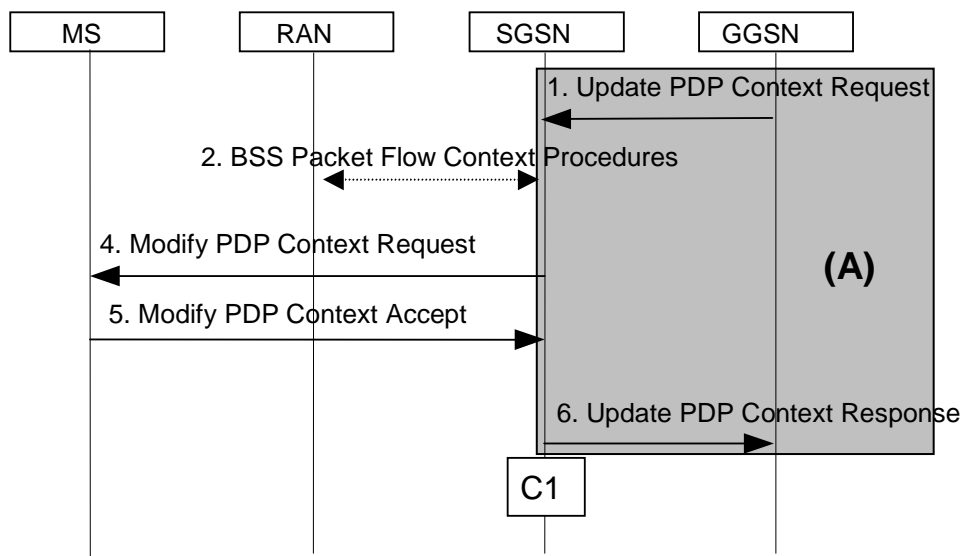 MS
RAN
SGSN
GGSN
1. Update PDP Context Request
2. BSS Packet Flow Context Procedures
4. Modify PDP Context Request
(A)
5. Modify PDP Context Accept
6. Update PDP Context Response
C1